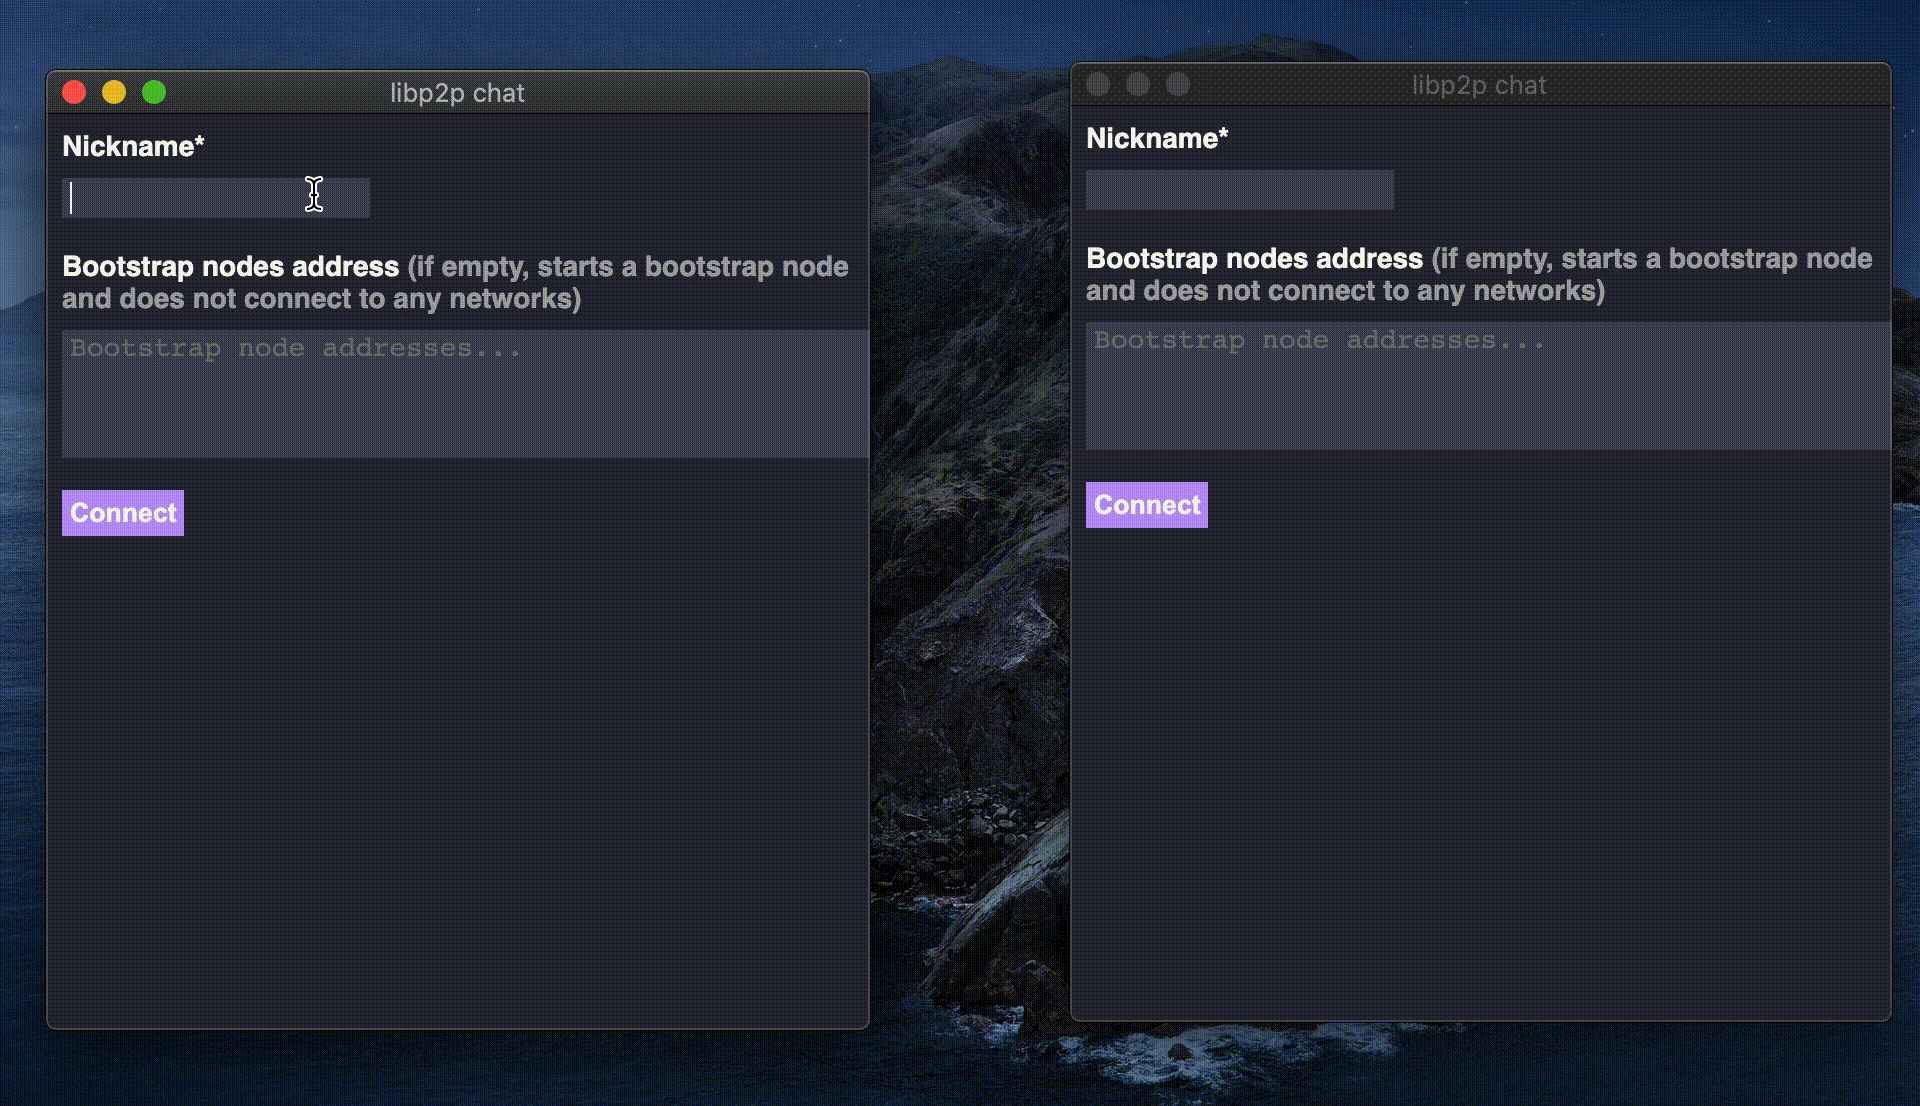 libp2p chat
Nickname*
Bootstrap nodes address (if empty, starts a bootstrap node
and does not connect to any networks)
Bootstrap node addresses...
Connect
libp2p chat
Nickname*
Bootstrap nodes address (if empty, starts a bootstrap node
and does not connect to any networks)
Bootstrap node addresses...
Connect